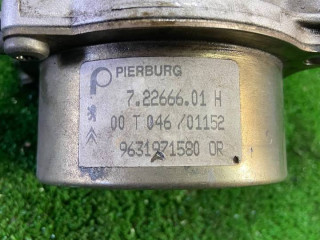 PIERBURG
7.22666.01 H
00 T 046 /01152
9631971580 OR